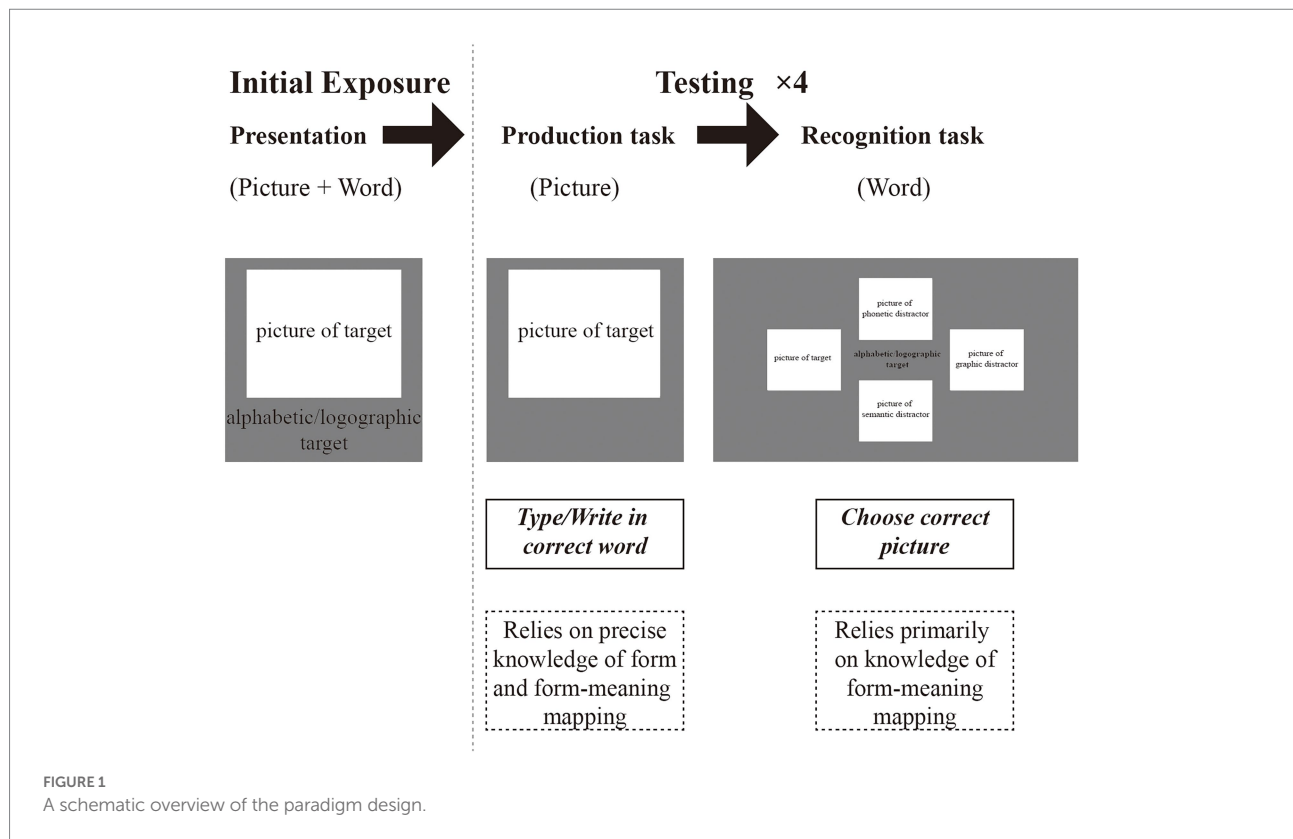 Initial Exposure
Testing ×4
Presentation
Production task
Recognition task
(Picture + Word)
(Picture)
(Word)
picture of target
alphabetic/logographic
target
picture of target
picture of
phonetic distractor
picture of target
alphabetic/logographic
target
picture of
graphic distractor
picture of
semantic distractor
Type/Write in
correct word
Choose correct
picture
Relies on precise
knowledge of form
and form-meaning
mapping
Relies primarily
on knowledge of
form-meaning
mapping
FIGURE 1
A schematic overview of the paradigm design.